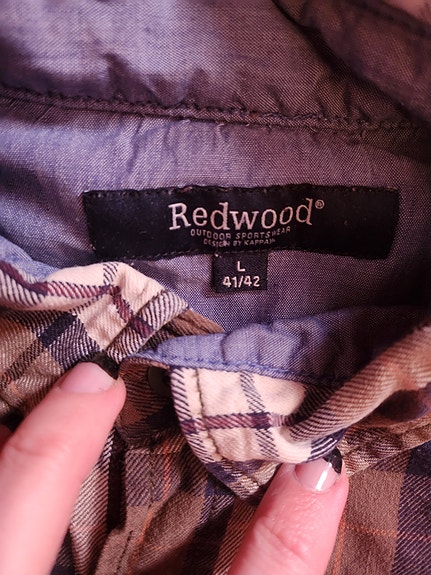 Redwood®
OUTDOOR SPORTSWEAR
DESIGN BY KAPPAHL
L
41/42